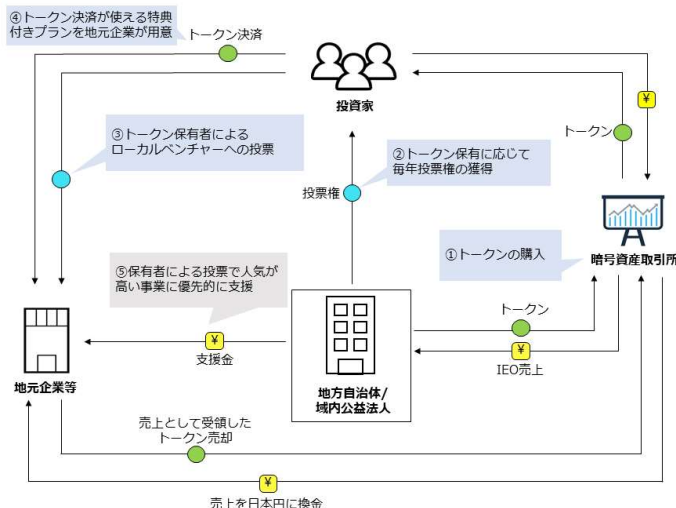 ④トークン決済が使える特典
付きプランを地元企業が用意
トークン決済
投資家
¥
トークン
③トークン保有者による
ローカルベンチャーへの投票
②トークン保有に応じて
毎年投票権の獲得
投票権
①トークンの購入
暗号資産取引所
⑤保有者による投票で人気が
高い事業に優先的に支援
¥
支援金
トークン
¥
IEO売上
地元企業等
地方自治体/
域内公益法人
売上として受領した
トークン売却
¥
売上を日本円に換金